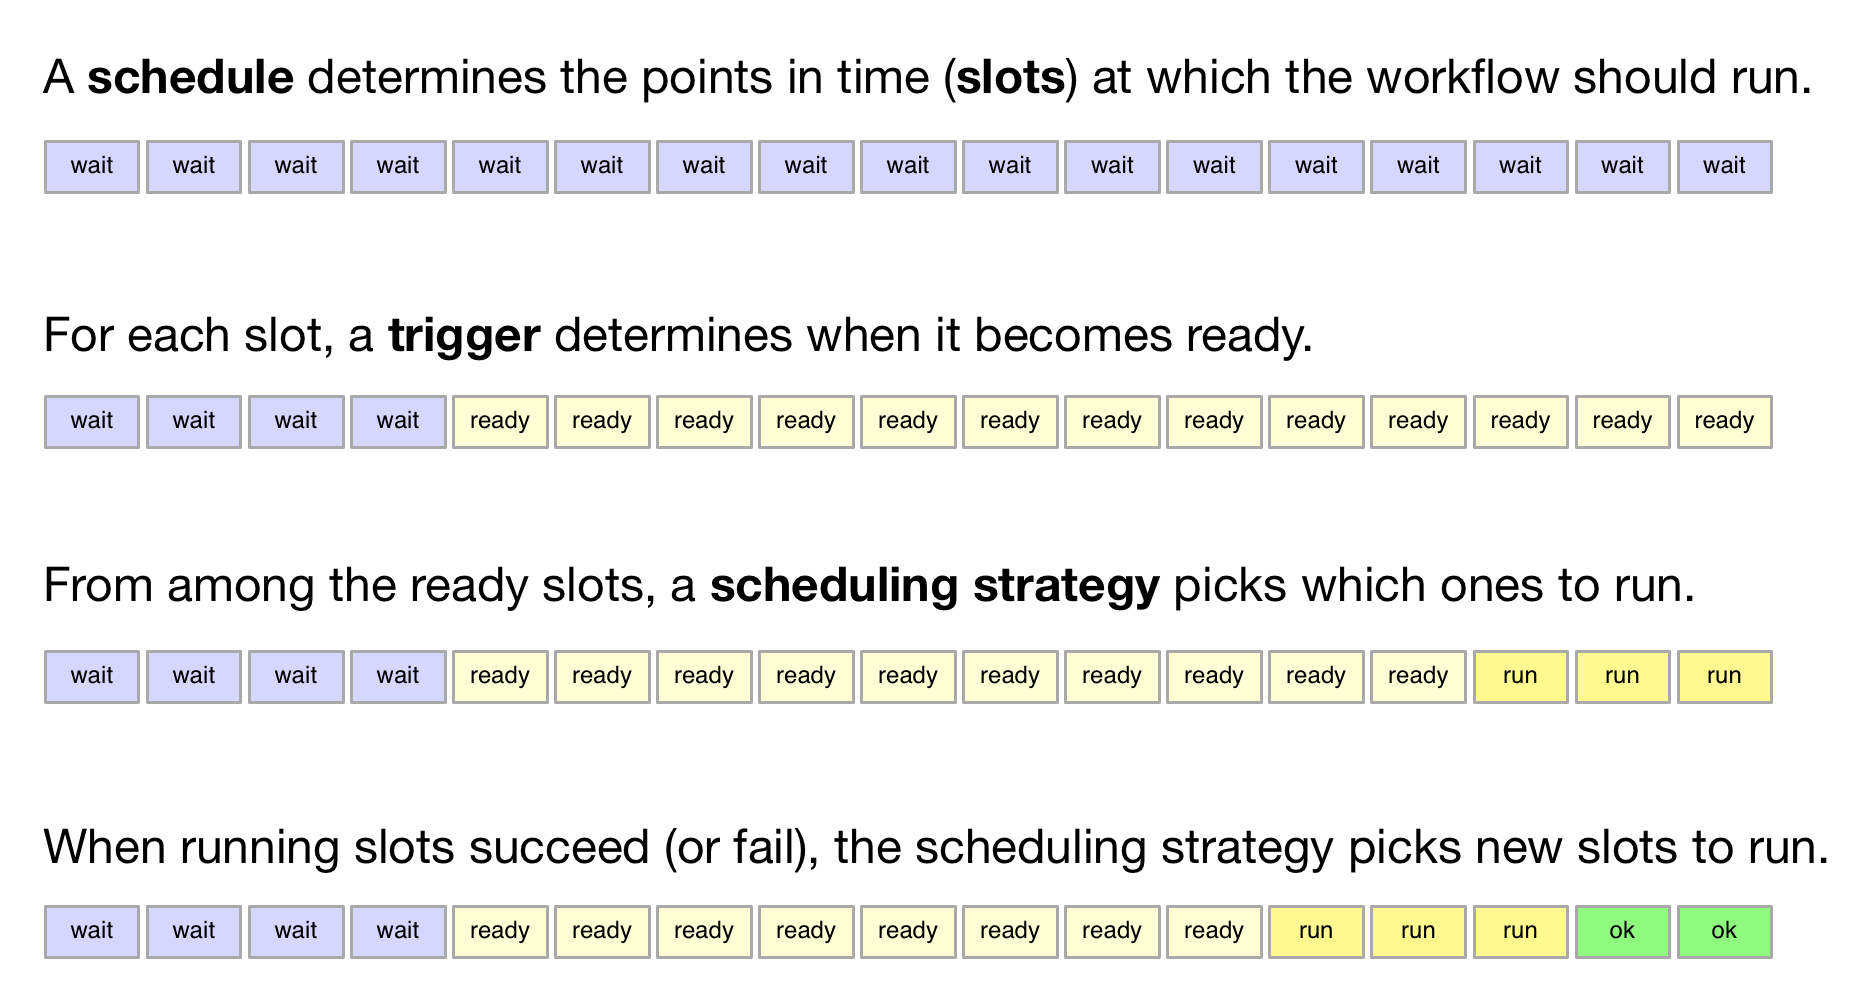 A schedule determines the points in time (slots) at which the workflow should run.
wait wait wait wait wait wait wait wait wait wait wait wait wait wait wait wait wait
For each slot, a trigger determines when it becomes ready.
wait wait wait wait ready ready ready ready ready ready ready ready ready ready ready ready ready
From among the ready slots, a scheduling strategy picks which ones to run.
wait wait wait wait ready ready ready ready ready ready ready ready ready ready run run run
When running slots succeed (or fail), the scheduling strategy picks new slots to run.
wait wait wait wait ready ready ready ready ready ready ready ready run run run ok ok